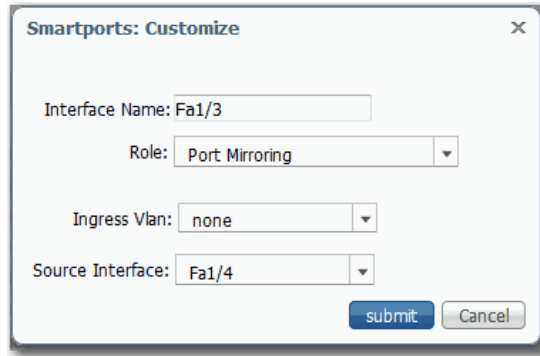 Smartports: Customize
Interface Name: Fa1/3
Role: Port Mirroring
Ingress Vlan: none
Source Interface: Fa1/4
submit Cancel